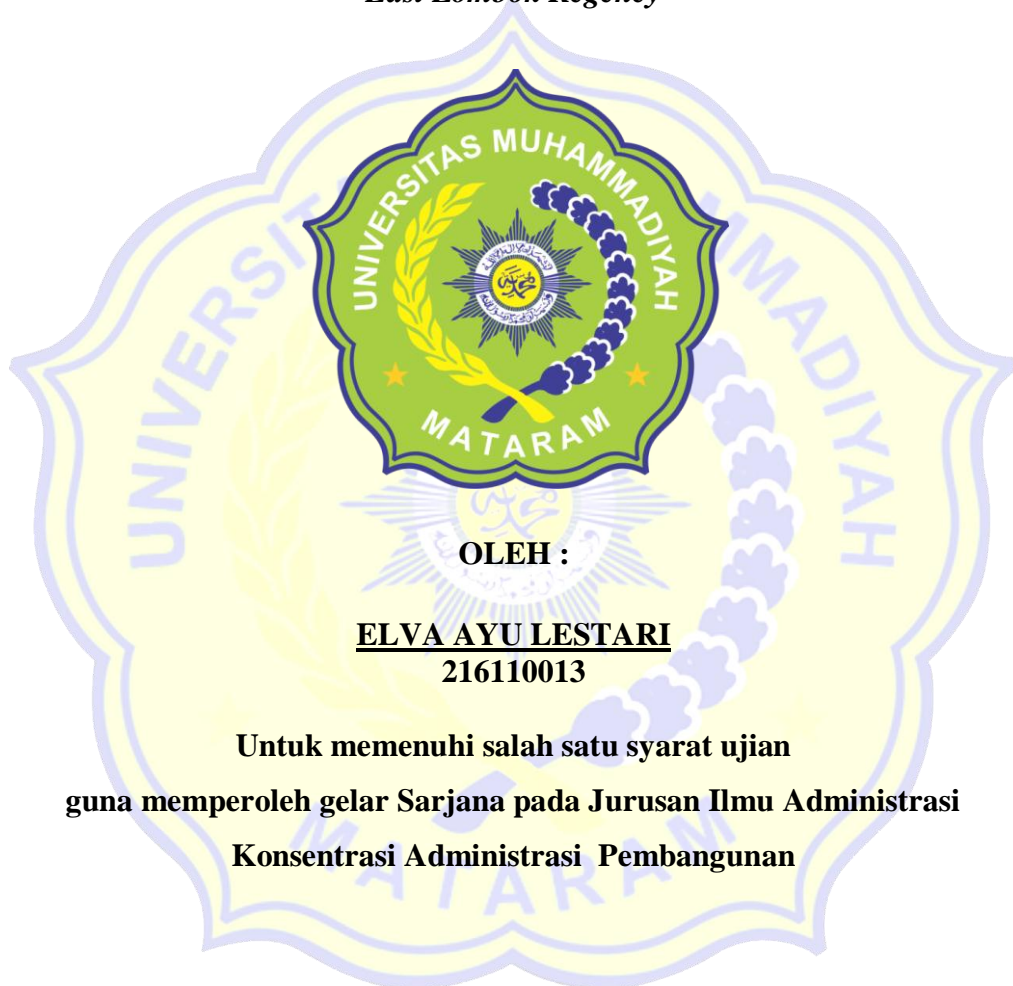 East Lombok Regency
UNIVERSITAS MUHAMMADIYAH
MATARAM
OLEH :
ELVA AYU LESTARI
216110013
Untuk memenuhi salah satu syarat ujian
guna memperoleh gelar Sarjana pada Jurusan Ilmu Administrasi
Konsentrasi Administrasi Pembangunan